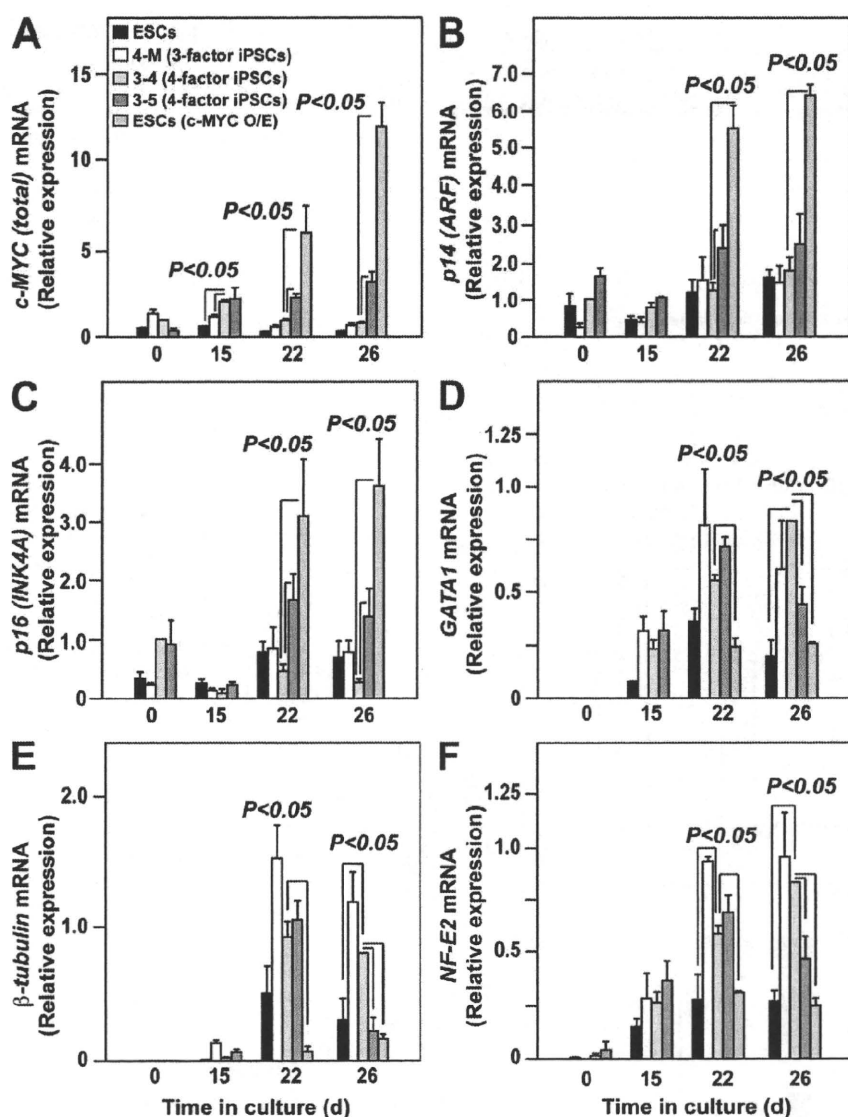 A
ESCs
4-M (3-factor iPSCs)
3-4 (4-factor iPSCs)
3-5 (4-factor iPSCs)
ESCs (c-MYC O/E)
c-MYC (total) mRNA
(Relative expression)
15
10
5
0
P<0.05
P<0.05
P<0.05
0 15 22 26
B
p14 (ARF) mRNA
(Relative expression)
7.0
6.0
5.0
4.0
3.0
2.0
1.0
0
P<0.05
P<0.05
0 15 22 26
C
p16 (INK4A) mRNA
(Relative expression)
4.0
3.0
2.0
1.0
0
P<0.05
P<0.05
0 15 22 26
D
GATA1 mRNA
(Relative expression)
1.25
1.0
0.5
0.25
0
P<0.05
P<0.05
0 15 22 26
E
β-tubulin mRNA
(Relative expression)
2.0
1.0
0
P<0.05
P<0.05
0 15 22 26
Time in culture (d)
F
NF-E2 mRNA
(Relative expression)
1.25
1.0
0.5
0.25
0
P<0.05
P<0.05
0 15 22 26
Time in culture (d)